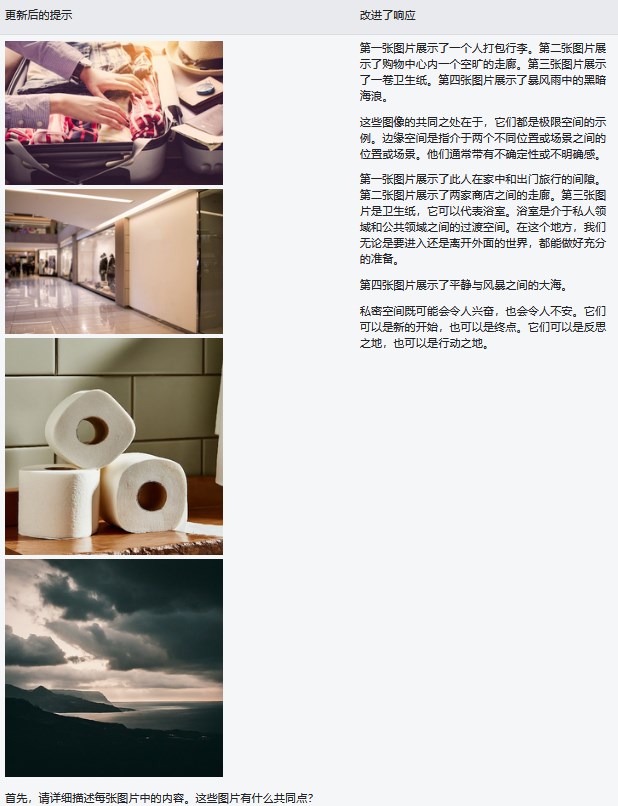 更新后的提示
改进了响应
第一张图片展示了一个人打包行李。第二张图片展
示了购物中心内一个空旷的走廊。第三张图片展示
了一卷卫生纸。第四张图片展示了暴风雨中的黑暗
海浪。
这些图像的共同之处在于，它们都是极限空间的示
例。边缘空间是指介于两个不同位置或场景之间的
位置或场景。他们通常带有不确定性或不明确感。
第一张图片展示了此人在家中和出门旅行的间隙。
第二张图片展示了两家商店之间的走廊。第三张图
片是卫生纸，它可以代表浴室。浴室是介于私人领
域和公共领域之间的过渡空间。在这个地方，我们
无论是要进入还是离开外面的世界，都能做好充分
的准备。
第四张图片展示了平静与风暴之间的大海。
私密空间既可能会令人兴奋，也会令人不安。它们
可以是新的开始，也可以是终点。它们可以是反思
之地，也可以是行动之地。
首先，请详细描述每张图片中的内容。这些图片有什么共同点？